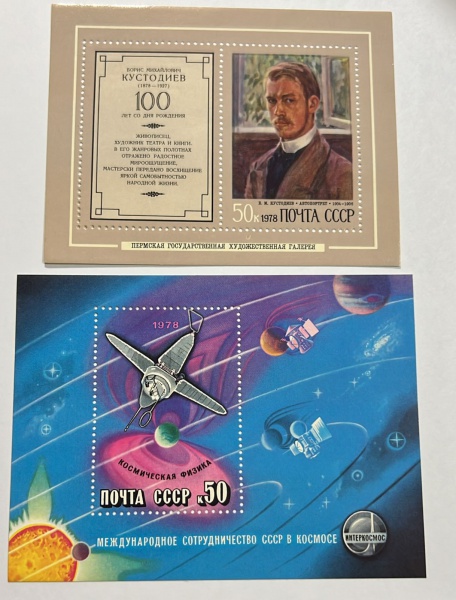 БОРИС МИХАЙЛОВИЧ
КУСТОДИЕВ
(1878—1927)
100
ЛЕТ СО ДНЯ РОЖДЕНИЯ
ЖИВОПИСЕЦ,
ХУДОЖНИК ТЕАТРА И КНИГИ.
В ЕГО ЖАНРОВЫХ ПОЛОТНАХ
ОТРАЖЕНО РАДОСТНОЕ
МИРООЩУЩЕНИЕ,
МАСТЕРСКИ ПЕРЕДАНО ВОСХИЩЕНИЕ
ЯРКОЙ САМОБЫТНОСТЬЮ
НАРОДНОЙ ЖИЗНИ.
Б. М. КУСТОДИЕВ • АВТОПОРТРЕТ •
50к 1978 ПОЧТА СССР
ПЕРМСКАЯ ГОСУДАРСТВЕННАЯ ХУДОЖЕСТВЕННАЯ ГАЛЕРЕЯ
1978
КОСМИЧЕСКАЯ ФИЗИКА
ПОЧТА СССР к50
МЕЖДУНАРОДНОЕ СОТРУДНИЧЕСТВО СССР В КОСМОСЕ
ИНТЕРКОСМОС